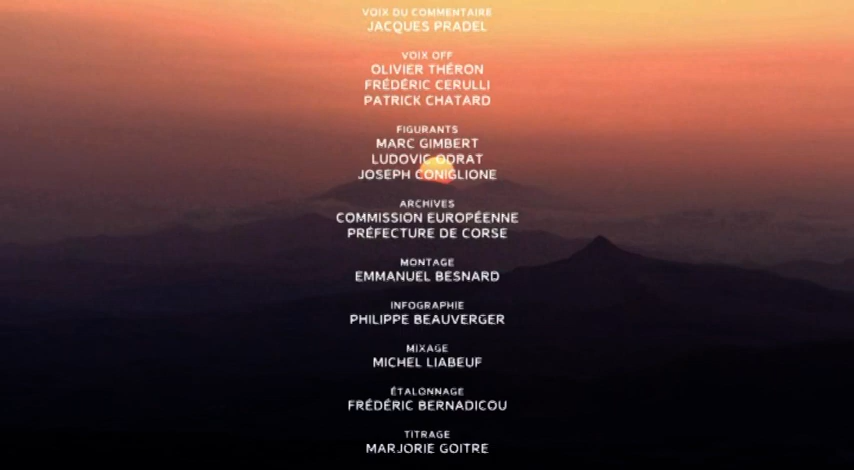 VOIX DU COMMENTAIRE
JACQUES PRADEL
VOIX OFF
OLIVIER THÉRON
FRÉDÉRIC CERULLI
PATRICK CHATARD
FIGURANTS
MARC GIMBERT
LUDOVIC ODRAT
JOSEPH CONIGLIONE
ARCHIVES
COMMISSION EUROPÉENNE
PRÉFECTURE DE CORSE
MONTAGE
EMMANUEL BESNARD
INFOGRAPHIE
PHILIPPE BEAUVERGER
MIXAGE
MICHEL LIABEUF
ÉTALONNAGE
FRÉDÉRIC BERNADICOU
TITRAGE
MARJORIE GOITRE